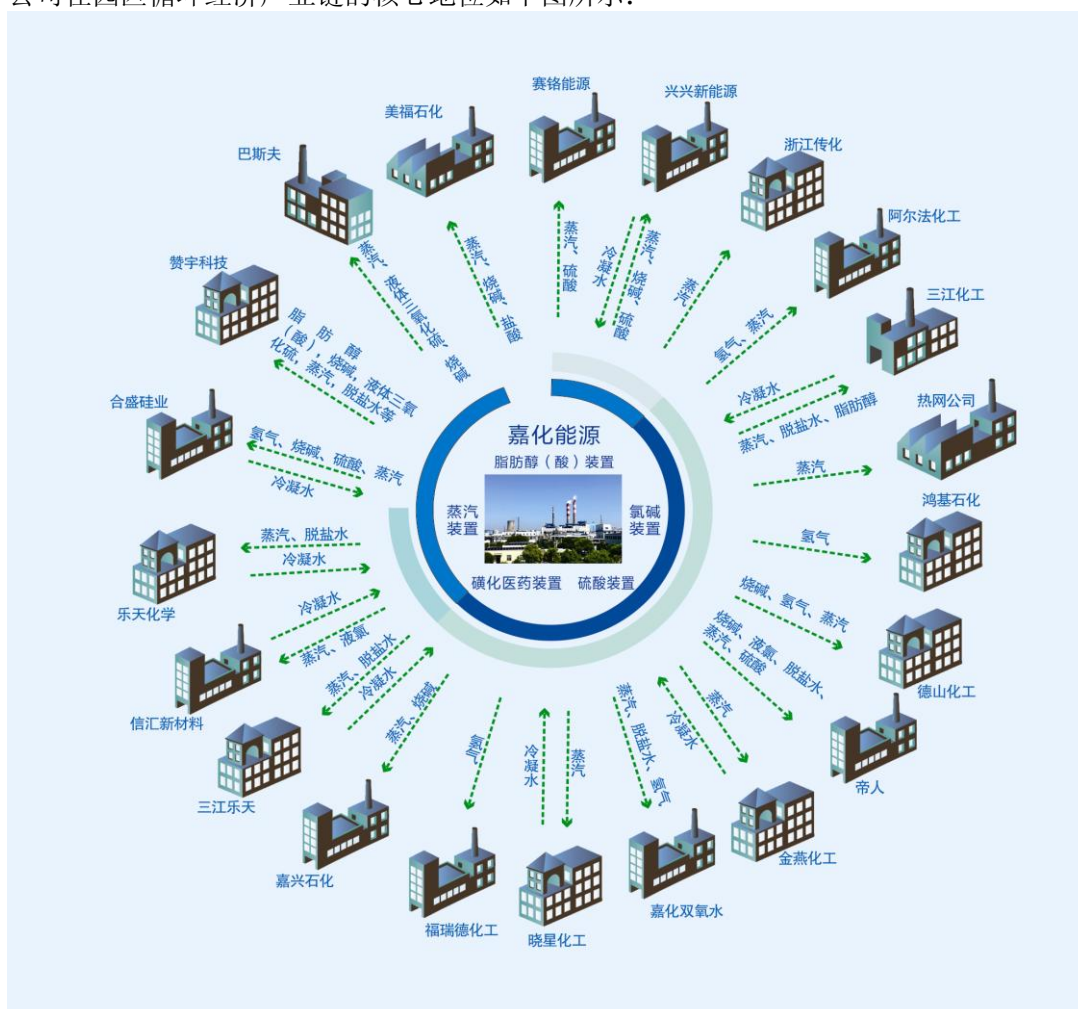 公司在园区循环经济产业链的核心地位如下图所示：
赛铬能源
兴兴新能源
美福石化
浙江传化
巴斯夫
阿尔法化工
赞宇科技
三江化工
合盛硅业
热网公司
鸿基石化
乐天化学
德山化工
信汇新材料
帝人
三江乐天
金燕化工
嘉兴石化
嘉化双氧水
福瑞德化工
晓星化工
蒸汽、硫酸
冷凝水
蒸汽、烧碱、硫酸
蒸汽
氢气、蒸汽
冷凝水
蒸汽、脱盐水、脂肪醇
蒸汽
氢气
烧碱、氢气、蒸汽
烧碱、液氯、脱盐水、
蒸汽、硫酸
蒸汽
冷凝水
蒸汽、脱盐水、氢气
蒸汽
冷凝水
氢气
蒸汽、烧碱
蒸汽、脱盐水
冷凝水
冷凝水
蒸汽、液氯
蒸汽、脱盐水
冷凝水
氢气、烧碱、硫酸、蒸汽
冷凝水
脂肪醇
（酸），烧碱，液体三氧
化硫，蒸汽，脱盐水等
蒸汽、液体三氧化硫、烧碱
蒸汽、烧碱、盐酸
嘉化能源
脂肪醇（酸）装置
蒸汽
装置
氯碱
装置
磺化医药装置 硫酸装置